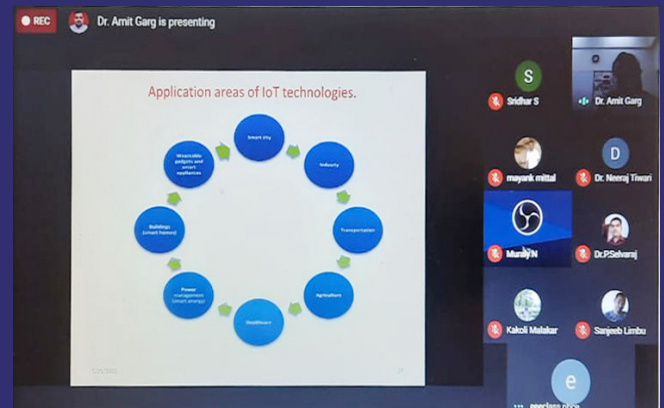 REC
Dr. Amit Garg is presenting
Application areas of IoT technologies.
Smart city
Industry
Transportation
Agriculture
Healthcare
Power
management
(smart energy)
Buildings
(smart homes)
Wearable
gadgets and
smart
appliances
27
S
Sridhar S
Dr. Amit Garg
mayank mittal
D
Dr. Neeraj Tiwari
Muraly N
Dr.P.Selvaraj
Kakoli Malakar
Sanjeeb Limbu
e